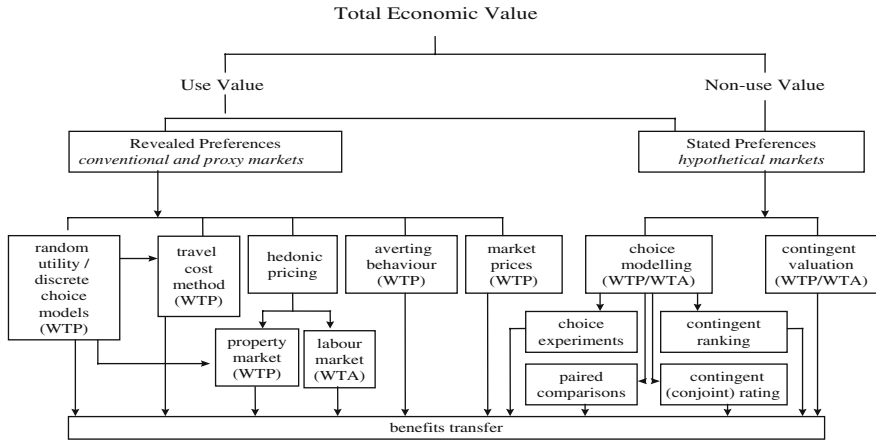 Total Economic Value
Use Value
Non-use Value
Revealed Preferences
conventional and proxy markets
Stated Preferences
hypothetical markets
random
utility /
discrete
choice
models
(WTP)
travel
cost
method
(WTP)
hedonic
pricing
averting
behaviour
(WTP)
market
prices
(WTP)
choice
modelling
(WTP/WTA)
contingent
valuation
(WTP/WTA)
property
market
(WTP)
labour
market
(WTA)
choice
experiments
contingent
ranking
paired
comparisons
contingent
(conjoint) rating
benefits transfer